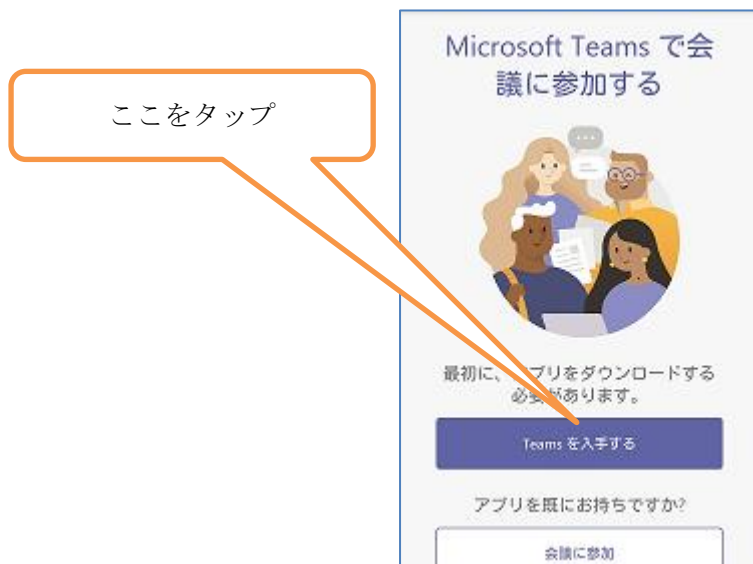 ここをタップ
Microsoft Teams で会
議に参加する
最初に、アプリをダウンロードする
必要があります。
Teams を入手する
アプリを既にお持ちですか?
会議に参加